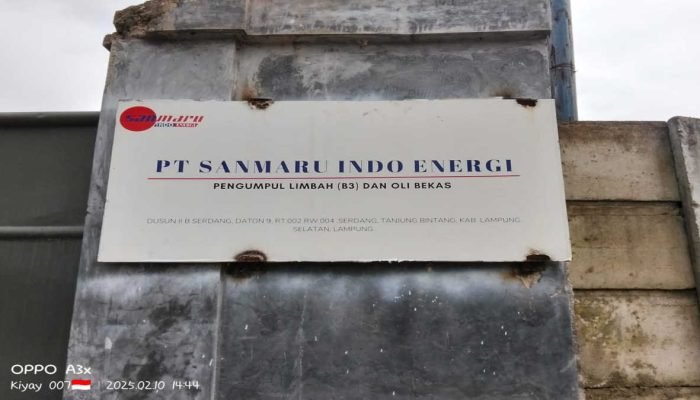 sanmaru
INDO ENERGI
PT SANMARU INDO ENERGI
PENGUMPUL LIMBAH (B3) DAN OLI BEKAS
DUSUN II B SERDANG, DATON 9, RT 002 RW 004 SERDANG, TANJUNG BINTANG, KAB. LAMPUNG
SELATAN, LAMPUNG
OPPO A3x
Kiyay 007🇮🇩 | 2025.02.10 14:44